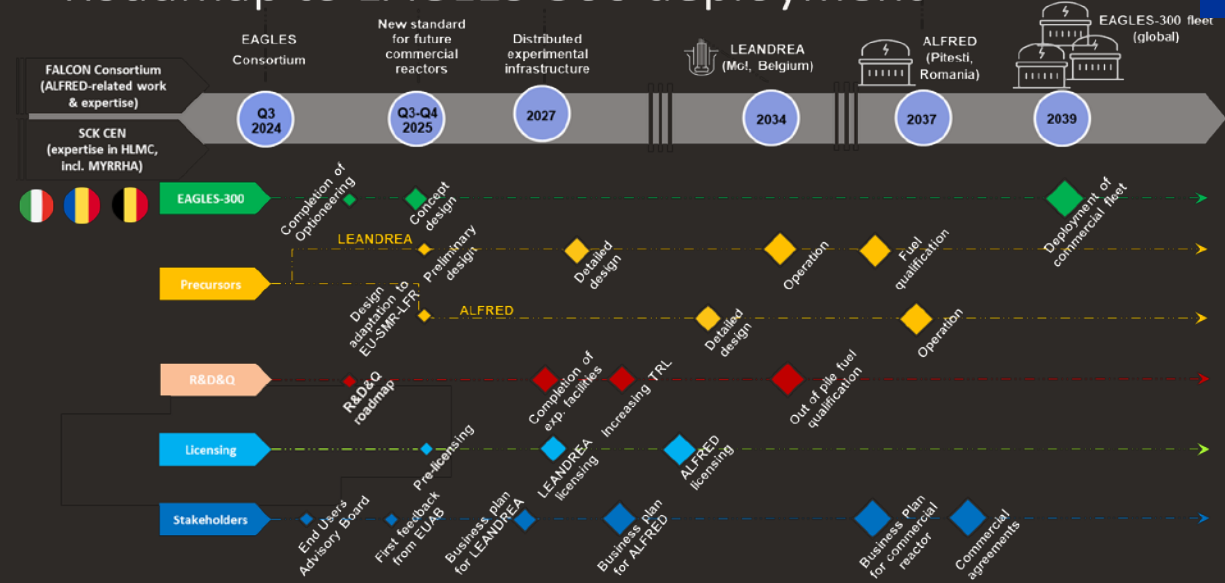 Roadmap to EAGLES-300 deployment
EAGLES
Consortium
New standard
for future
commercial
reactors
Distributed
experimental
infrastructure
LEANDREA
(Mol, Belgium)
ALFRED
(Pitesti,
Romania)
EAGLES-300 fleet
(global)
FALCON Consortium
(ALFRED-related work
& expertise)
SCK CEN
(expertise in HLMC,
incl. MYRRHA)
Q3
2024
Q3-Q4
2025
2027
2034
2037
2039
EAGLES-300
Completion of
Optioneering
Concept
design
Deployment of
commercial fleet
Precursors
LEANDREA
Preliminary
design
Detailed
design
Operation
Fuel
qualification
Design
adaptation to
EU-SMR-LFR
ALFRED
Detailed
design
Operation
R&D&Q
R&D&Q
roadmap
Completion of
exp. facilities
Increasing TRL
Out of pile fuel
qualification
Licensing
Pre-licensing
LEANDREA
licensing
ALFRED
licensing
Stakeholders
End Users
Advisory Board
First feedback
from EUAB
Business plan
for LEANDREA
Business plan
for ALFRED
Business Plan
for commercial
reactor
Commercial
agreements